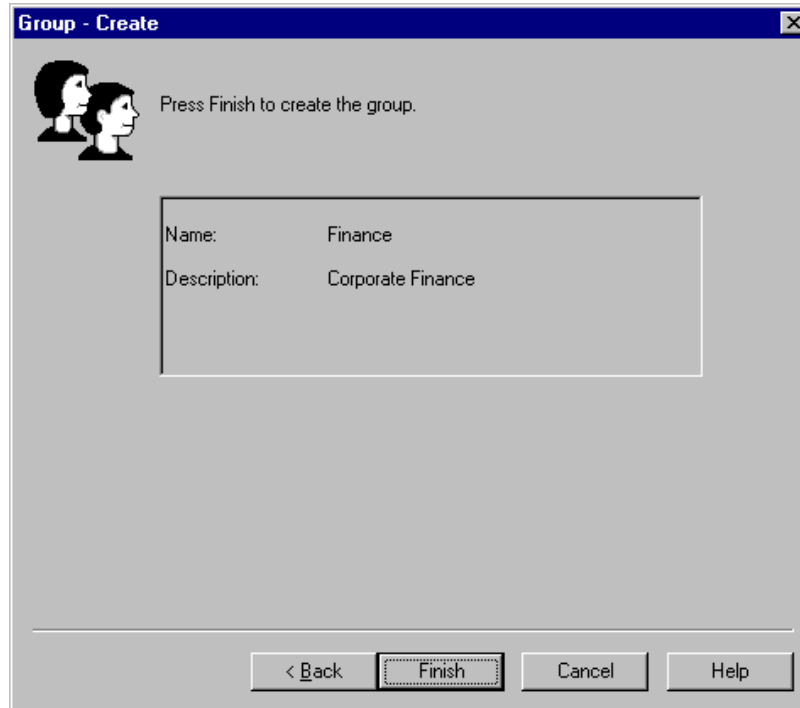 Group - Create
Press Finish to create the group.
Name: Finance
Description: Corporate Finance
< Back Finish Cancel Help